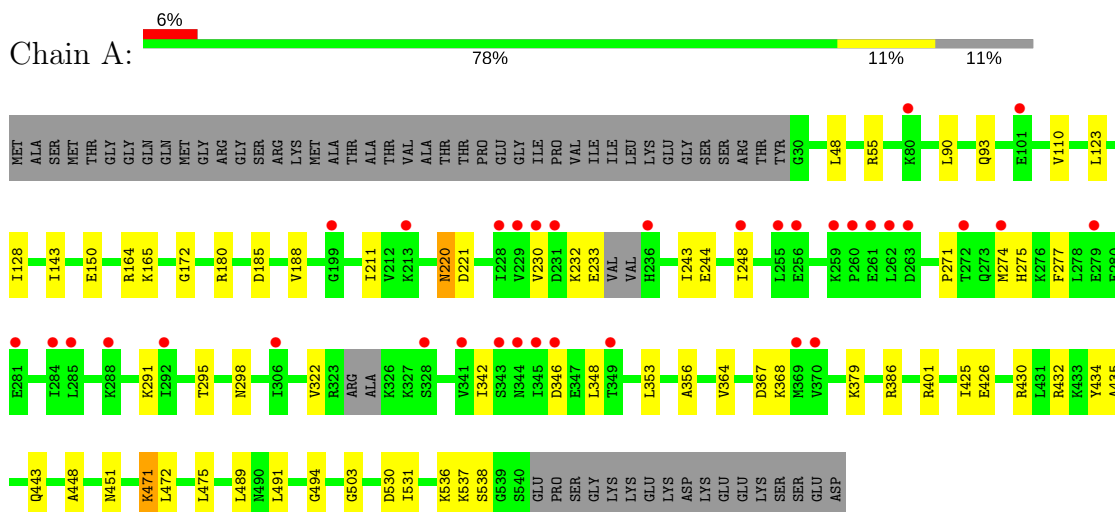 6%
Chain A:
78% 11% 11%
MET ALA SER MET THR GLY GLY GLN GLN MET GLY ARG GLY SER ARG LYS MET ALA THR ALA THR VAL ALA THR THR PRO GLU GLY ILE PRO VAL ILE ILE LEU LYS GLU GLY SER SER ARG THR TYR G30 L48 R55 K80 L90 Q93 E101 V110 L123
I128 I143 E150 R164 K165 G172 R180 D185 V188 G199 I211 V212 K213 N220 D221 I228 V229 V230 D231 K232 E233 VAL VAL H236 I243 E244 I248 L255 E256 K259 P260 E261 L262 D263 P271 T272 Q273 M274 H275 K276 F277 L278 E279 E280
E281 I284 L285 K288 K291 I292 T295 N298 I306 V322 R323 ARG ALA K326 K327 S328 V341 I342 S343 N344 I345 D346 E347 L348 T349 L353 A356 V364 D367 K368 M369 V370 K379 R386 R401 I425 E426 R430 L431 R432 K433 Y434 A435
Q443 A448 N451 K471 L472 L475 L489 N490 L491 G494 G503 D530 I531 K536 K537 S538 G539 S540 GLU PRO SER GLY LYS LYS GLU LYS ASP LYS GLU GLU LYS SER SER GLU ASP